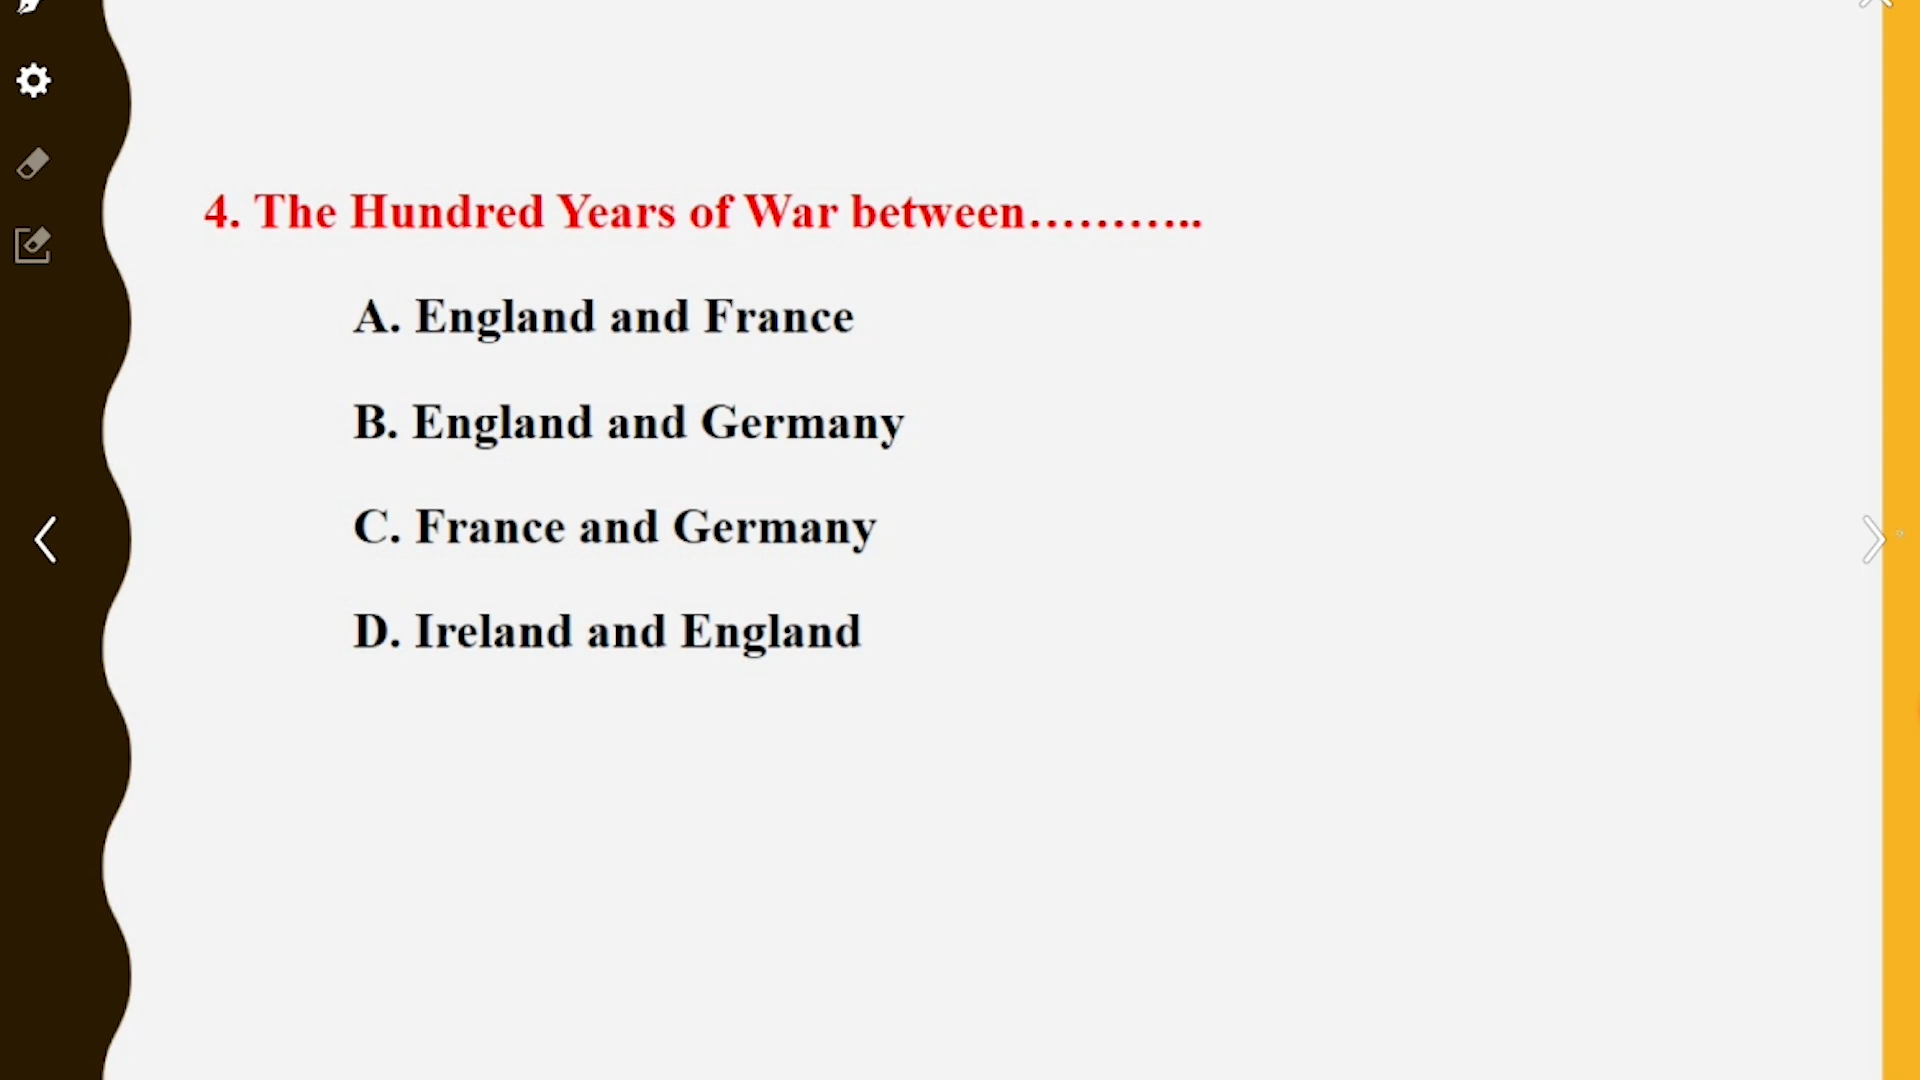 4. The Hundred Years of War between………..
A. England and France
B. England and Germany
C. France and Germany
D. Ireland and England